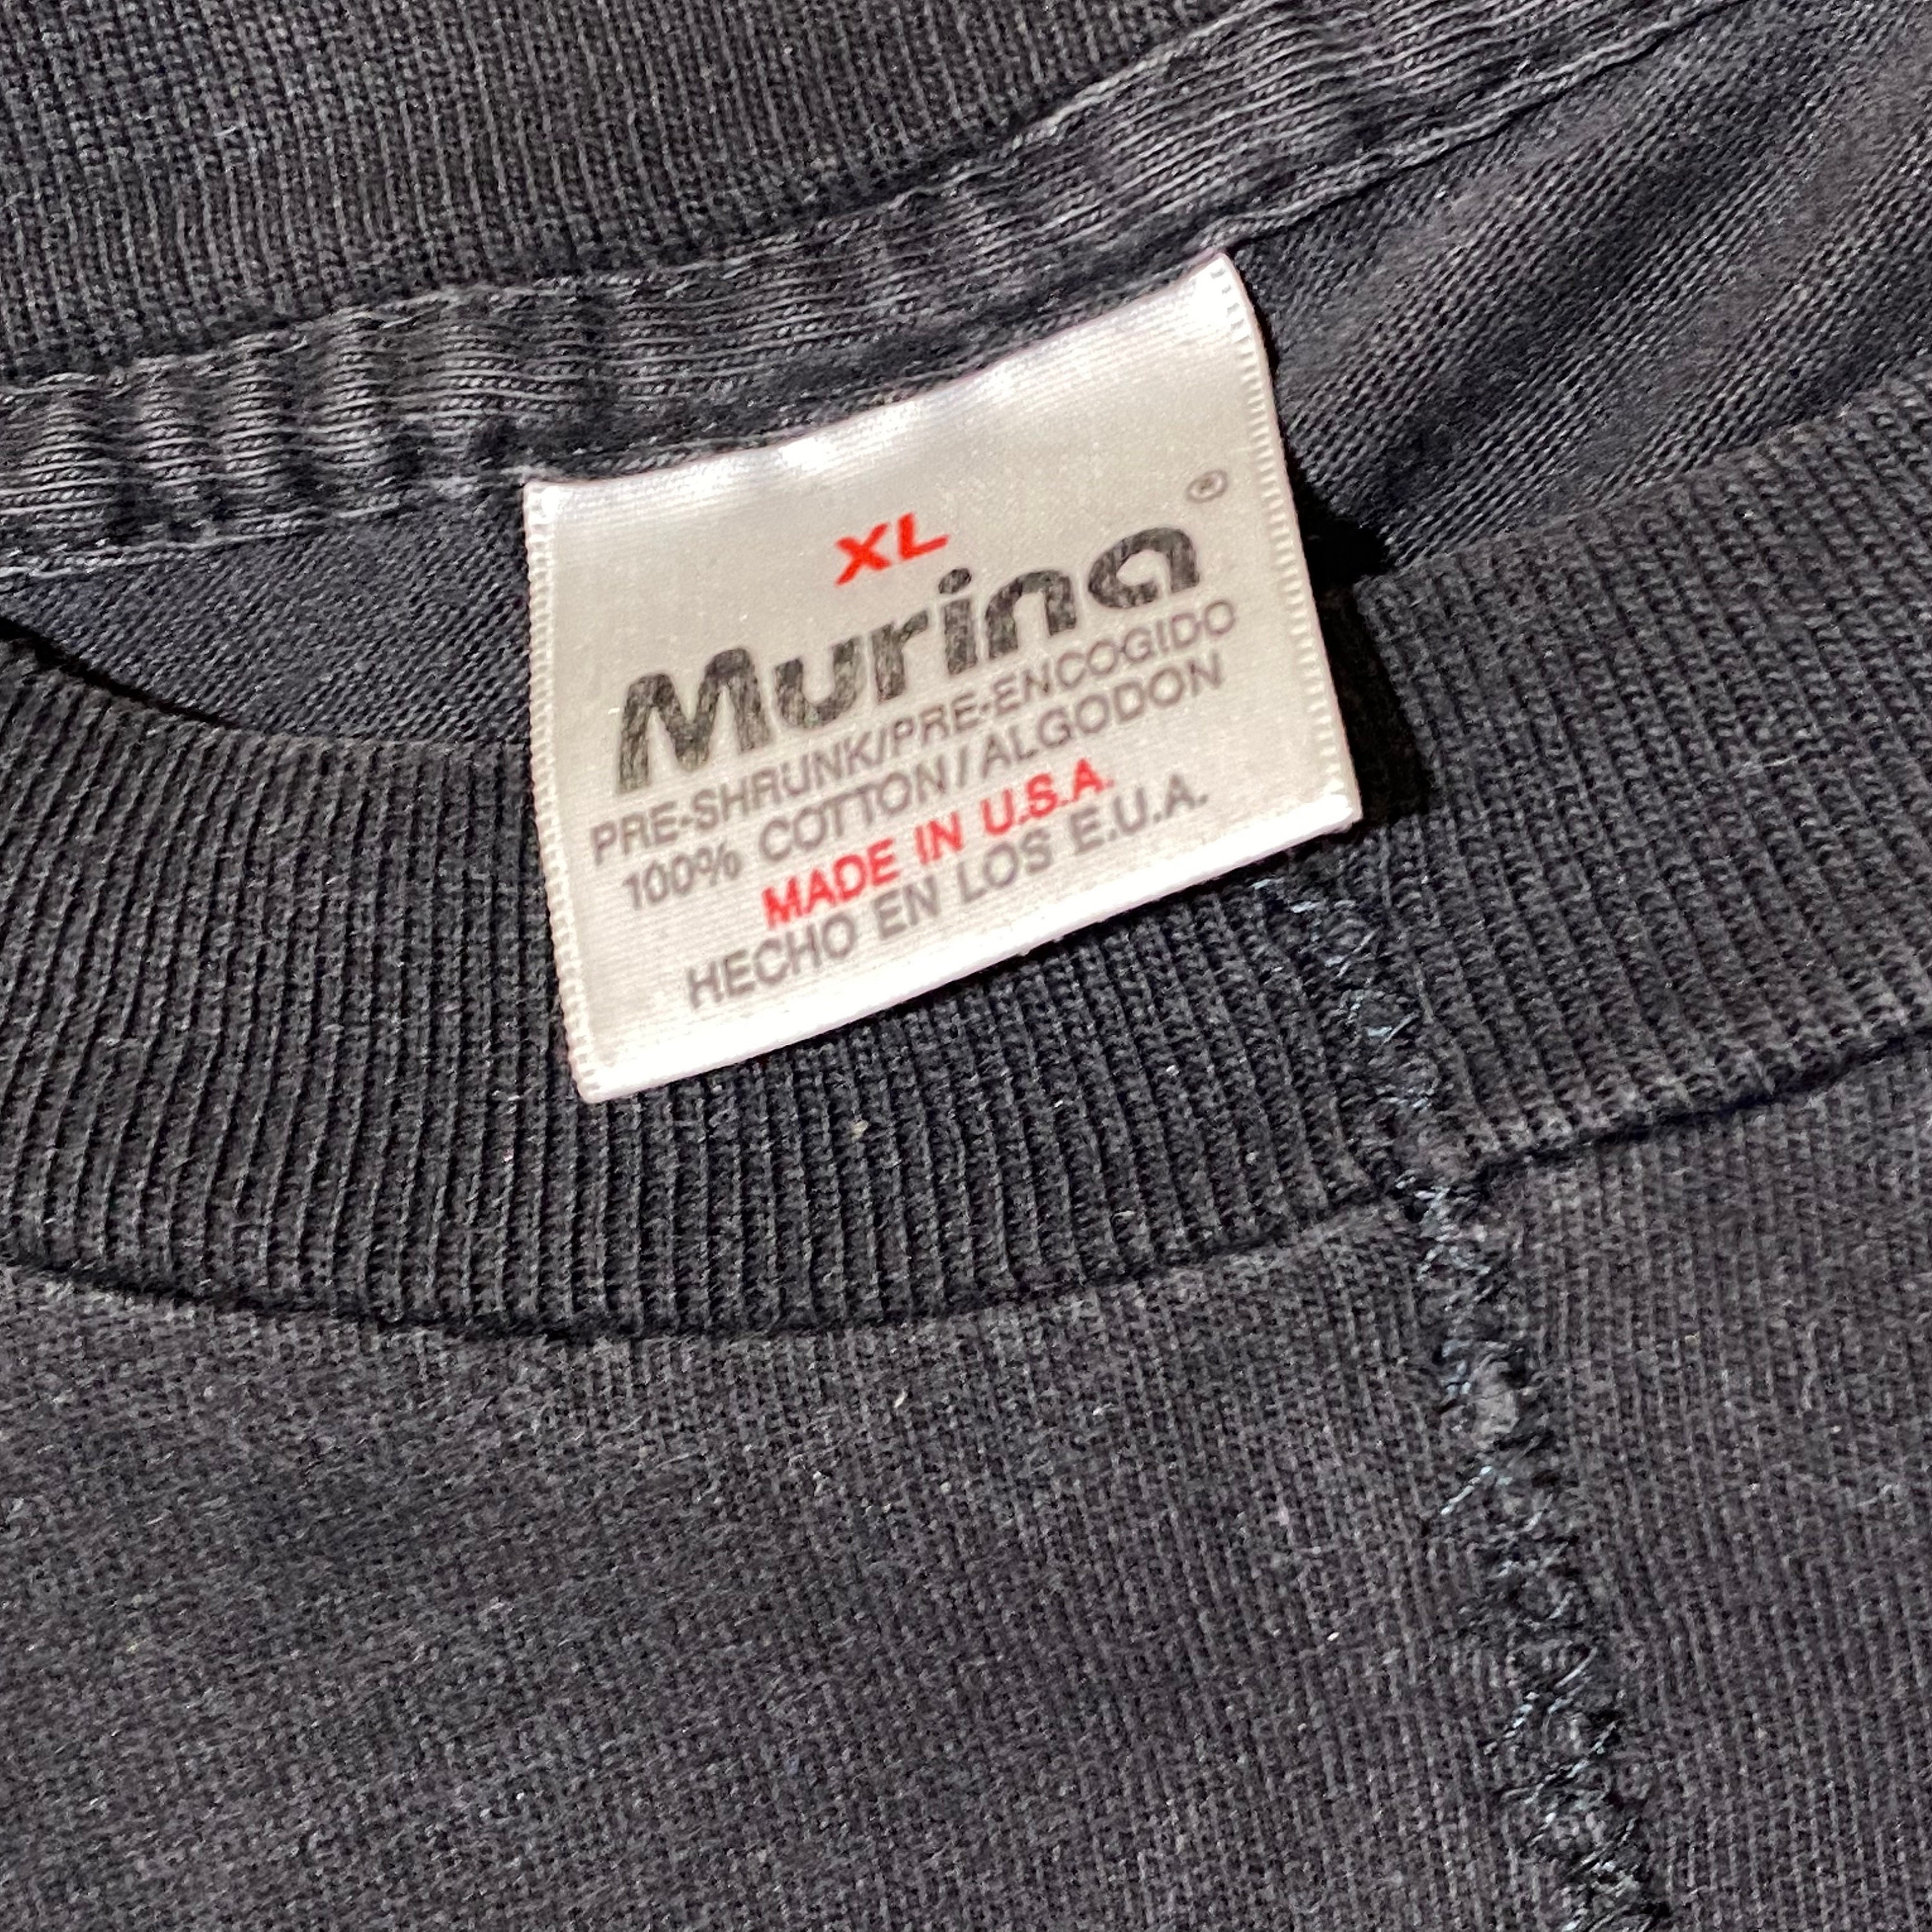 XL
Murina®
PRE-SHRUNK/PRE-ENCOGIDO
100% COTTON/ALGODON
MADE IN U.S.A.
HECHO EN LOS E.U.A.